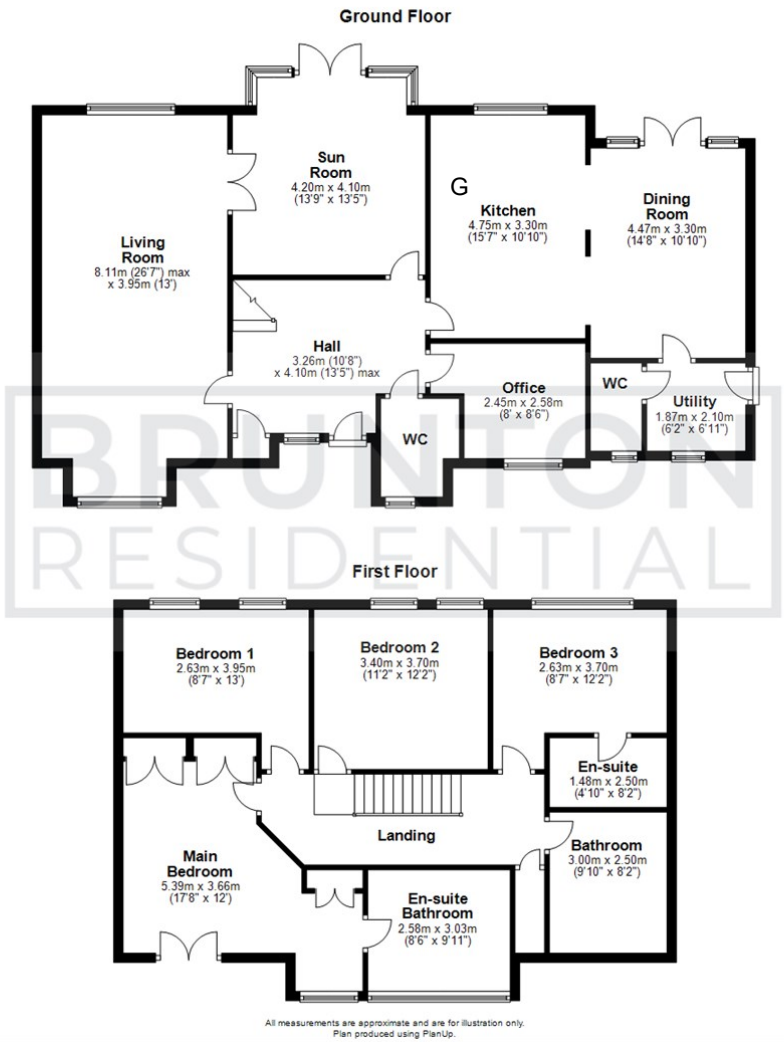 Ground Floor
Sun
Room
4.20m x 4.10m
(13'9" x 13'5")
G
Kitchen
4.75m x 3.30m
(15'7" x 10'10")
Dining
Room
4.47m x 3.30m
(14'8" x 10'10")
Living
Room
8.11m (26'7") max
x 3.95m (13')
Hall
3.26m (10'8")
x 4.10m (13'5") max
Office
2.45m x 2.58m
(8' x 8'6")
WC
Utility
1.87m x 2.10m
(6'2" x 6'11")
WC
BRUNTON
RESIDENTIAL
First Floor
Bedroom 1
2.63m x 3.95m
(8'7" x 13')
Bedroom 2
3.40m x 3.70m
(11'2" x 12'2")
Bedroom 3
2.63m x 3.70m
(8'7" x 12'2")
En-suite
1.48m x 2.50m
(4'10" x 8'2")
Landing
Bathroom
3.00m x 2.50m
(9'10" x 8'2")
Main
Bedroom
5.39m x 3.66m
(17'8" x 12')
En-suite
Bathroom
2.58m x 3.03m
(8'6" x 9'11")
All measurements are approximate and are for illustration only.
Plan produced using PlanUp.